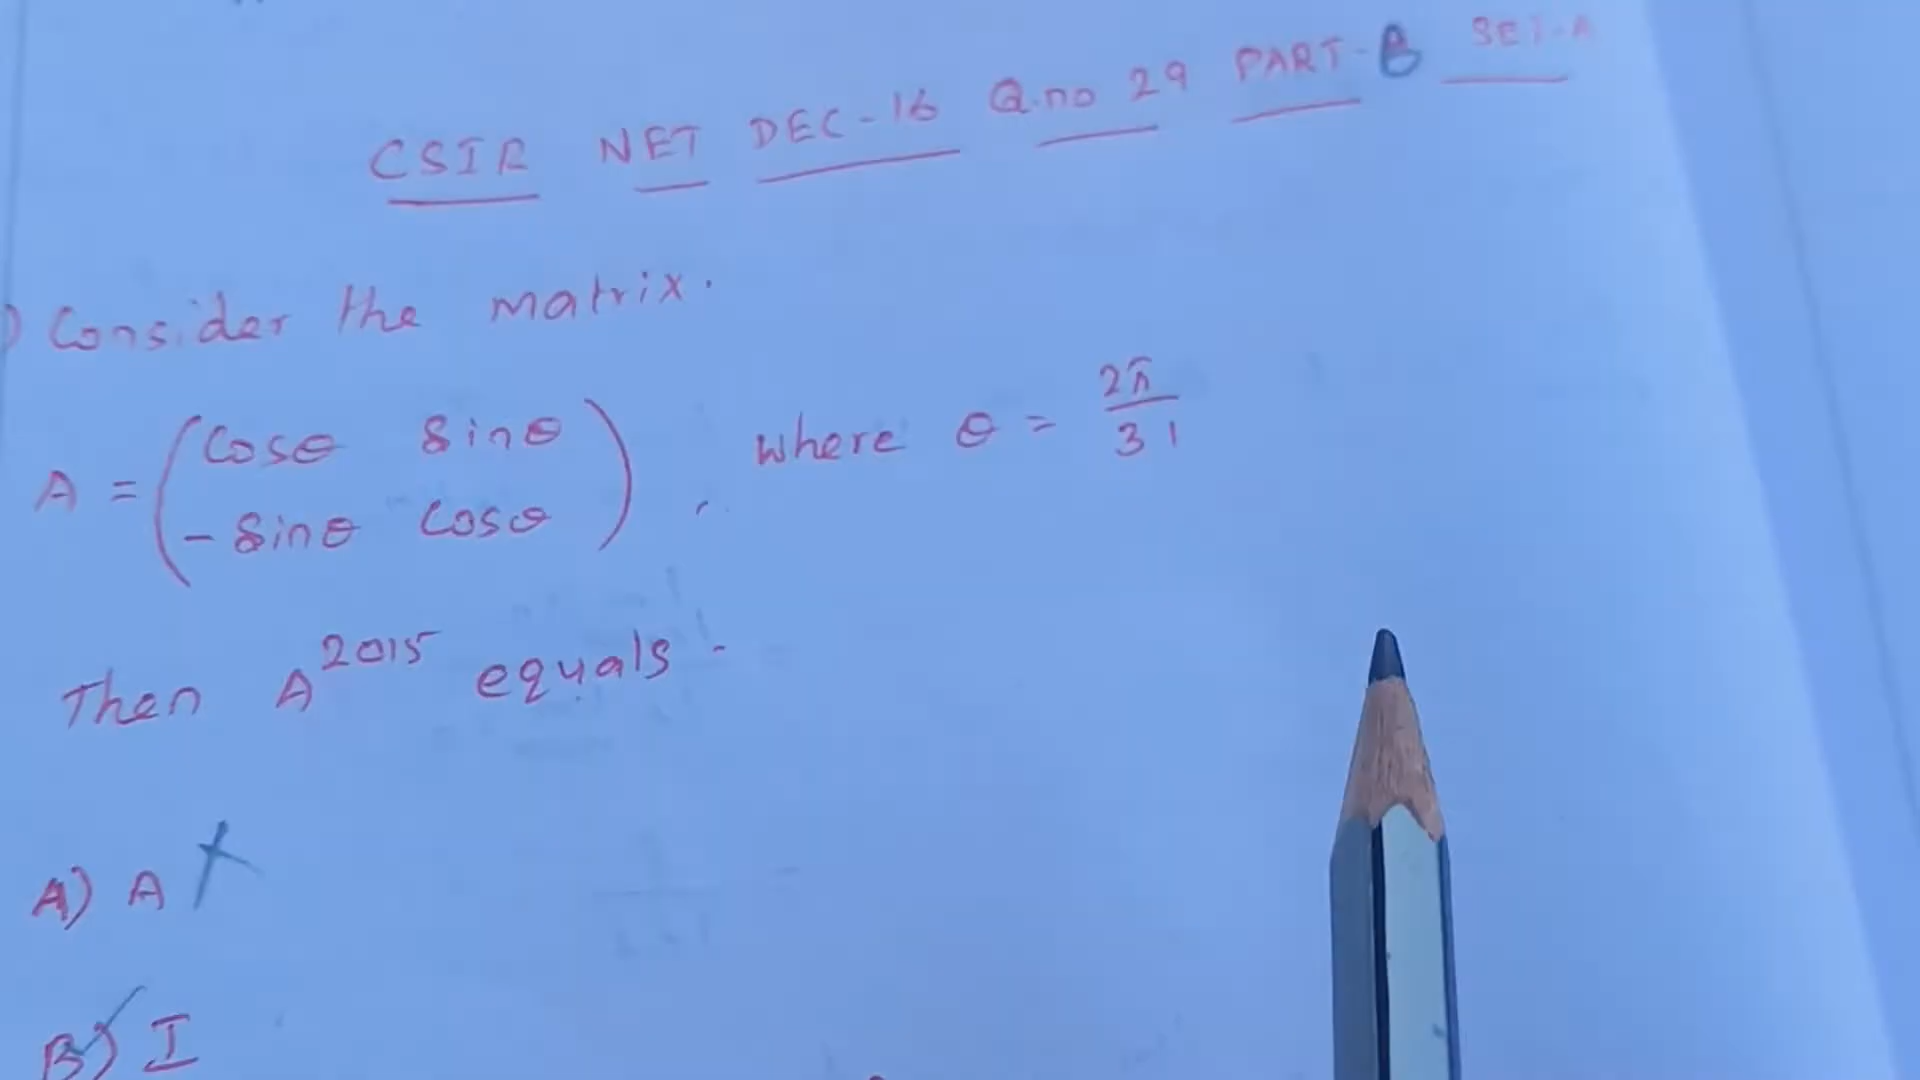 CSIR NET DEC-16 Q.no 29 PART-B SET-A
) Consider the matrix.
A = (cosθ sinθ
-sinθ cosθ), where θ = 2π/31
Then A^2015 equals -
A) A
B) I